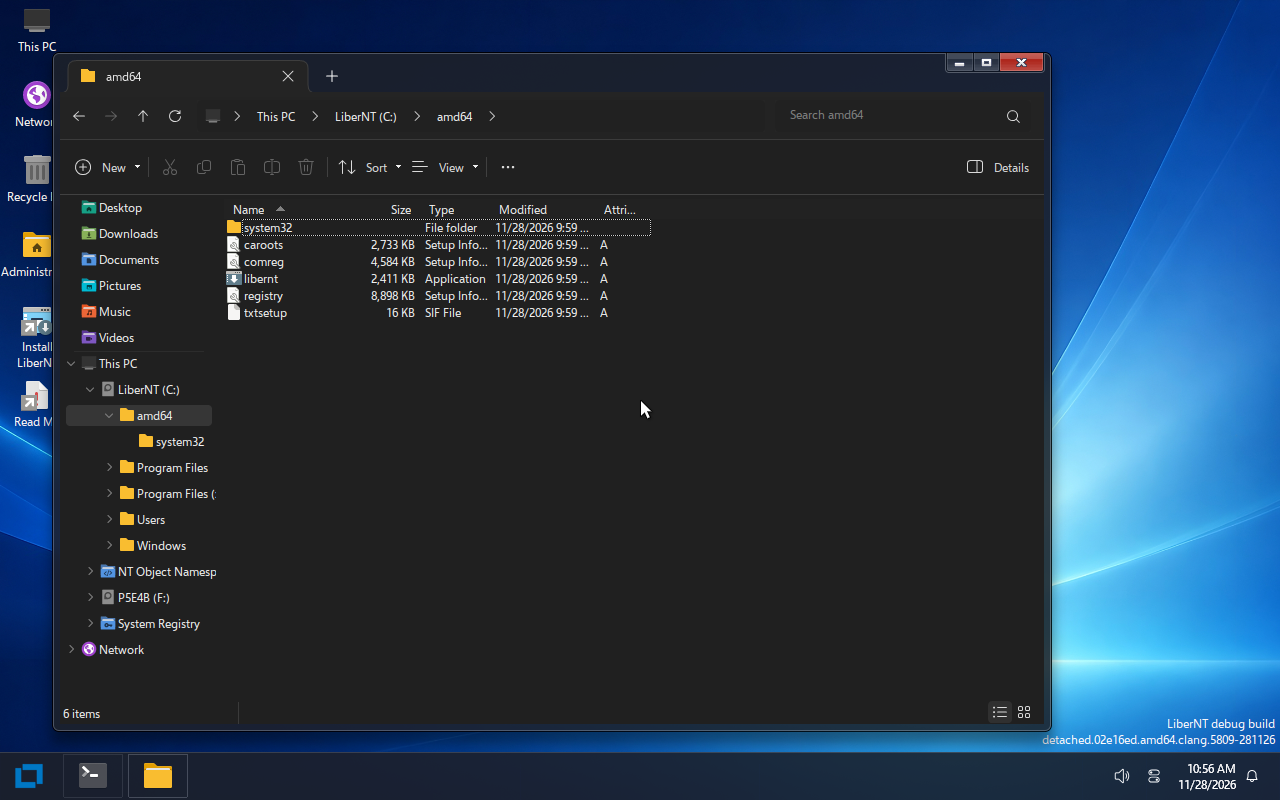 This PC
Networ
Recycle
Administr
Install
LiberN
Read M
amd64
This PC
LiberNT (C:)
amd64
Search amd64
New
Sort
View
Details
Desktop
Downloads
Documents
Pictures
Music
Videos
This PC
LiberNT (C:)
amd64
system32
Program Files
Program Files (
Users
Windows
NT Object Namesp
P5E4B (F:)
System Registry
Network
Name Size Type Modified Attri...
system32 File folder 11/28/2026 9:59 ...
caroots 2,733 KB Setup Info... 11/28/2026 9:59 ... A
comreg 4,584 KB Setup Info... 11/28/2026 9:59 ... A
libernt 2,411 KB Application 11/28/2026 9:59 ... A
registry 8,898 KB Setup Info... 11/28/2026 9:59 ... A
txtsetup 16 KB SIF File 11/28/2026 9:59 ... A
6 items
LiberNT debug build
detached.02e16ed.amd64.clang.5809-281126
10:56 AM
11/28/2026